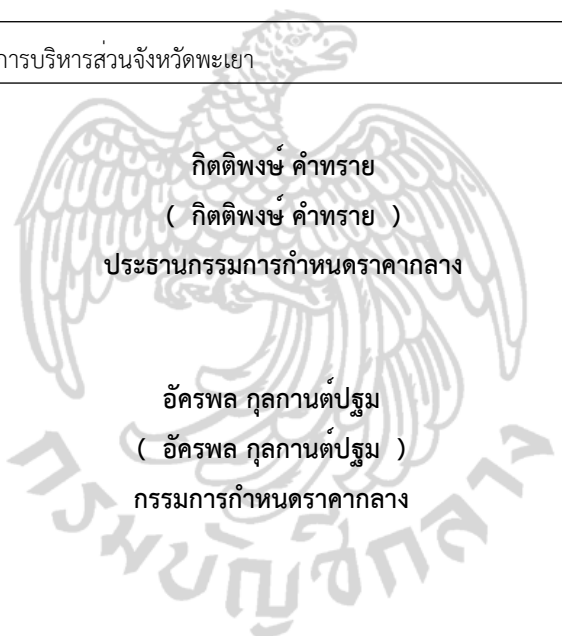 การบริหารส่วนจังหวัดพะเยา
กิตติพงษ์ คำทราย
( กิตติพงษ์ คำทราย )
ประธานกรรมการกำหนดราคากลาง
อัครพล กุลกานต์ปฐม
( อัครพล กุลกานต์ปฐม )
กรรมการกำหนดราคากลาง
กรมบัญชีกลาง